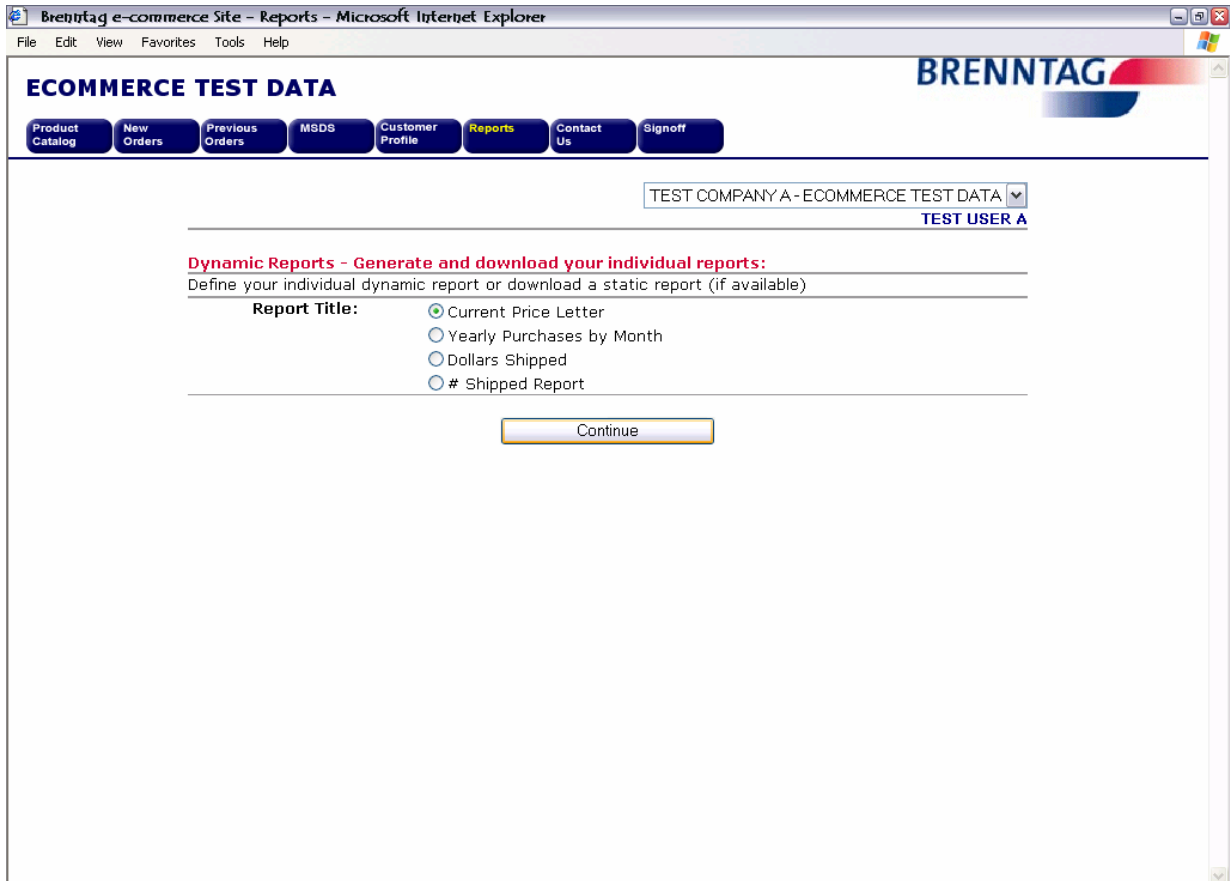 Brenntag e-commerce Site - Reports - Microsoft Internet Explorer
File Edit View Favorites Tools Help
ECOMMERCE TEST DATA
BRENNTAG
Product Catalog
New Orders
Previous Orders
MSDS
Customer Profile
Reports
Contact Us
Signoff
TEST COMPANY A - ECOMMERCE TEST DATA
TEST USER A
Dynamic Reports - Generate and download your individual reports:
Define your individual dynamic report or download a static report (if available)
Report Title:
Current Price Letter
Yearly Purchases by Month
Dollars Shipped
# Shipped Report
Continue